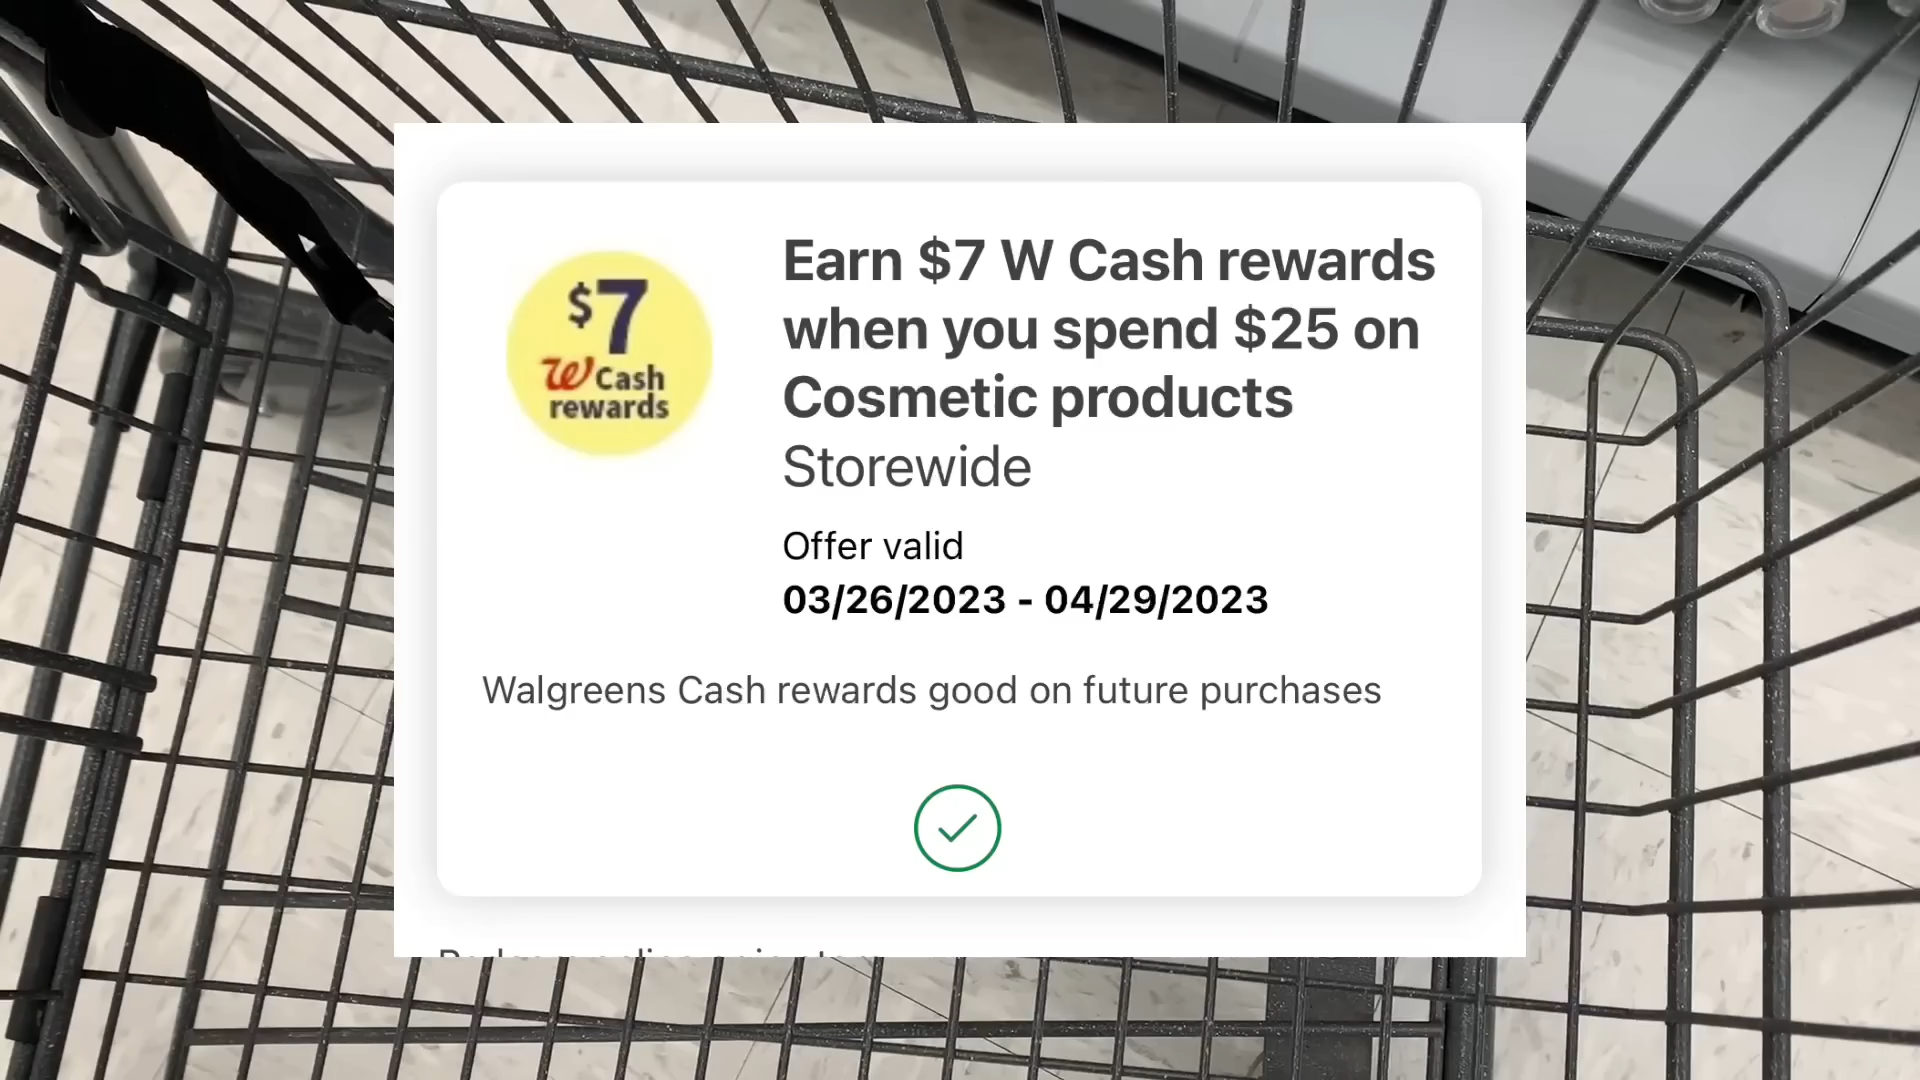 $7
W Cash
rewards
Earn $7 W Cash rewards
when you spend $25 on
Cosmetic products
Storewide
Offer valid
03/26/2023 - 04/29/2023
Walgreens Cash rewards good on future purchases